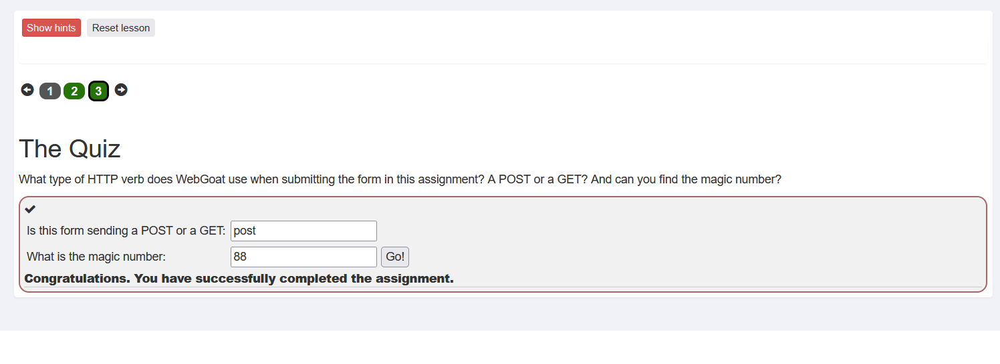 Show hints Reset lesson
1 2 3
The Quiz
What type of HTTP verb does WebGoat use when submitting the form in this assignment? A POST or a GET? And can you find the magic number?
Is this form sending a POST or a GET: post
What is the magic number: 88 Go!
Congratulations. You have successfully completed the assignment.